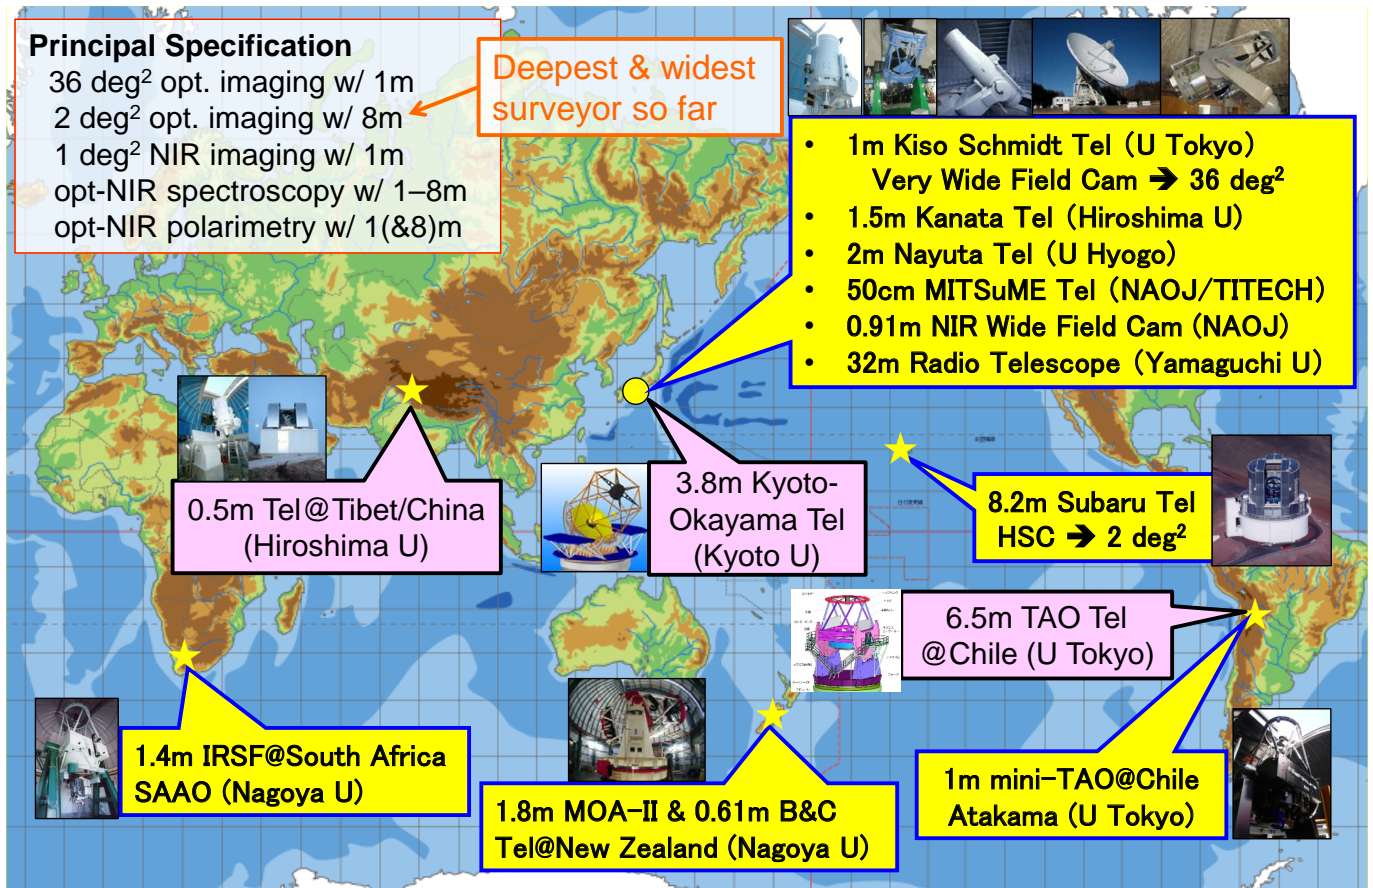 Principal Specification
36 deg² opt. imaging w/ 1m
2 deg² opt. imaging w/ 8m
1 deg² NIR imaging w/ 1m
opt-NIR spectroscopy w/ 1–8m
opt-NIR polarimetry w/ 1(&8)m
Deepest & widest
surveyor so far
• 1m Kiso Schmidt Tel (U Tokyo)
Very Wide Field Cam ➔ 36 deg²
• 1.5m Kanata Tel (Hiroshima U)
• 2m Nayuta Tel (U Hyogo)
• 50cm MITSuME Tel (NAOJ/TITECH)
• 0.91m NIR Wide Field Cam (NAOJ)
• 32m Radio Telescope (Yamaguchi U)
0.5m Tel@Tibet/China
(Hiroshima U)
3.8m Kyoto-
Okayama Tel
(Kyoto U)
8.2m Subaru Tel
HSC ➔ 2 deg²
6.5m TAO Tel
@Chile (U Tokyo)
1.4m IRSF@South Africa
SAAO (Nagoya U)
1.8m MOA-II & 0.61m B&C
Tel@New Zealand (Nagoya U)
1m mini-TAO@Chile
Atakama (U Tokyo)